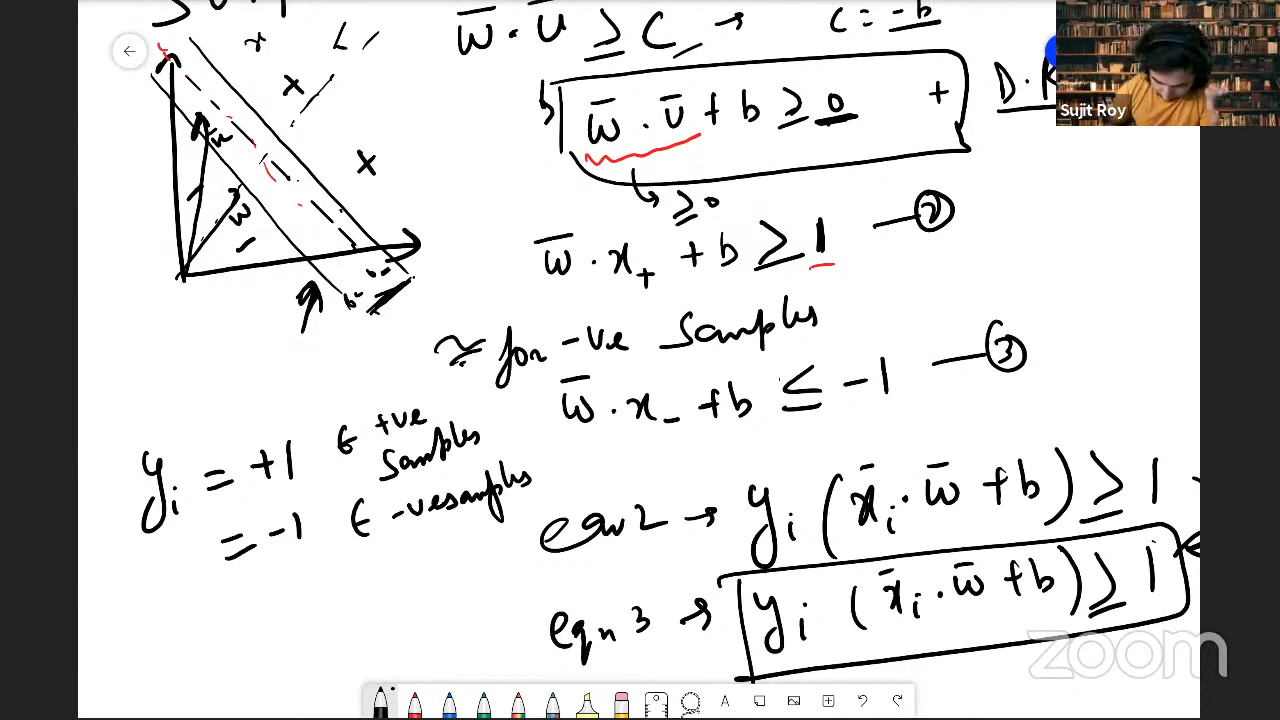 w̄ · ū ≥ c → c = -b
w̄ · ū + b ≥ 0 +
D.R
≥ 0
w̄ · x₊ + b ≥ 1 — ②
for -ve samples
w̄ · x₋ + b ≤ -1 — ③
yᵢ = +1 ∈ +ve samples
= -1 ∈ -ve samples
eqn 2 → yᵢ (x̄ᵢ · w̄ + b) ≥ 1
eqn 3 → yᵢ (x̄ᵢ · w̄ + b) ≥ 1
u
w
Sujit Roy
zoom